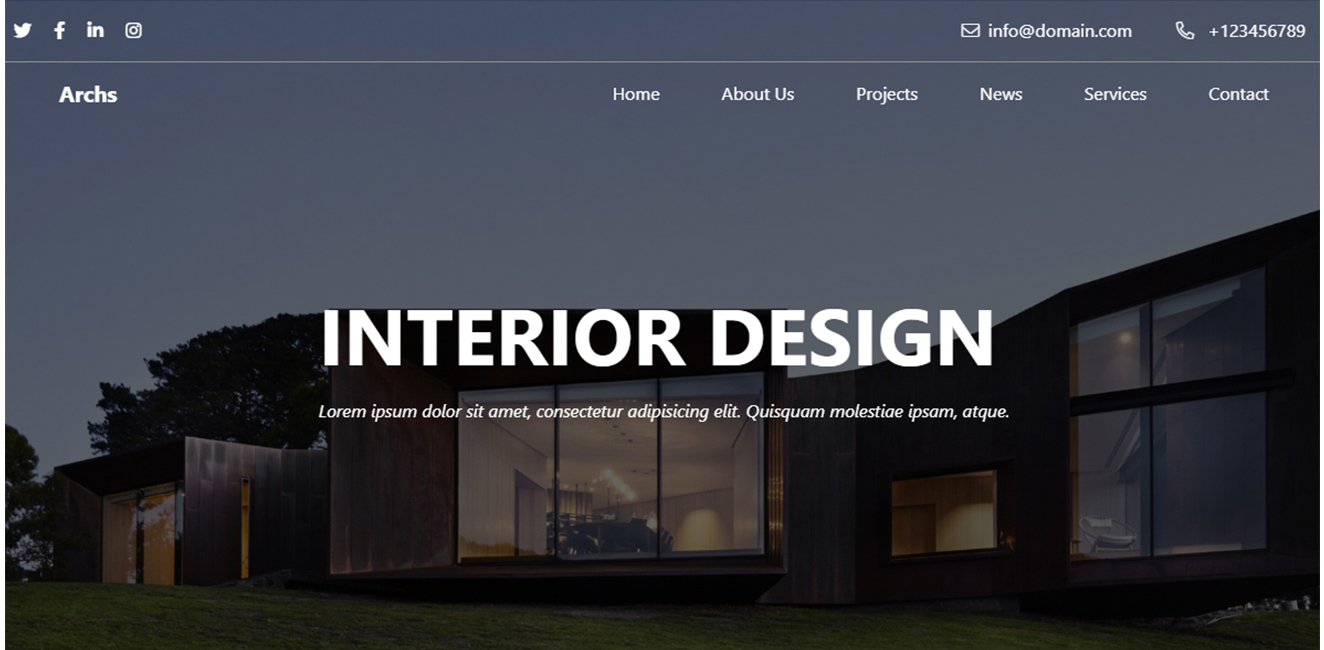 info@domain.com +123456789
Archs Home About Us Projects News Services Contact
INTERIOR DESIGN
Lorem ipsum dolor sit amet, consectetur adipisicing elit. Quisquam molestiae ipsam, atque.